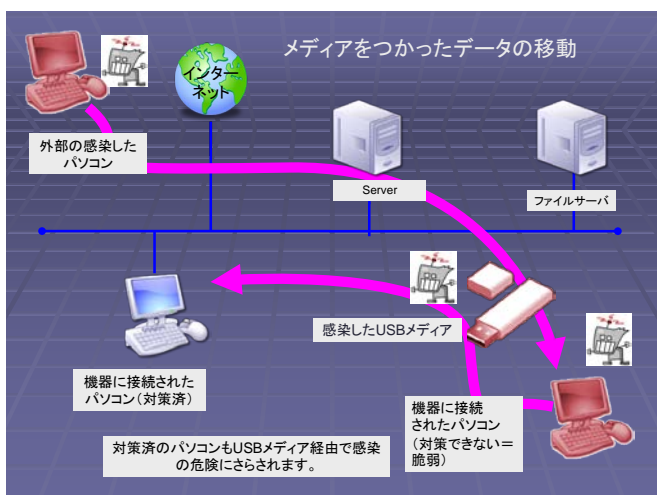 メディアをつかったデータの移動
インター
ネット
外部の感染した
パソコン
Server
ファイルサーバ
感染したUSBメディア
機器に接続された
パソコン(対策済)
機器に接続
されたパソコン
(対策できない＝
脆弱)
対策済のパソコンもUSBメディア経由で感染
の危険にさらされます。